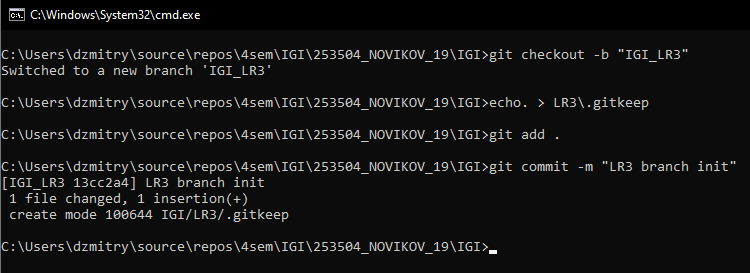 C:\Windows\System32\cmd.exe
C:\Users\dzmitry\source\repos\4sem\IGI\253504_NOVIKOV_19\IGI>git checkout -b "IGI_LR3"
Switched to a new branch 'IGI_LR3'
C:\Users\dzmitry\source\repos\4sem\IGI\253504_NOVIKOV_19\IGI>echo. > LR3\.gitkeep
C:\Users\dzmitry\source\repos\4sem\IGI\253504_NOVIKOV_19\IGI>git add .
C:\Users\dzmitry\source\repos\4sem\IGI\253504_NOVIKOV_19\IGI>git commit -m "LR3 branch init"
[IGI_LR3 13cc2a4] LR3 branch init
 1 file changed, 1 insertion(+)
 create mode 100644 IGI/LR3/.gitkeep
C:\Users\dzmitry\source\repos\4sem\IGI\253504_NOVIKOV_19\IGI>